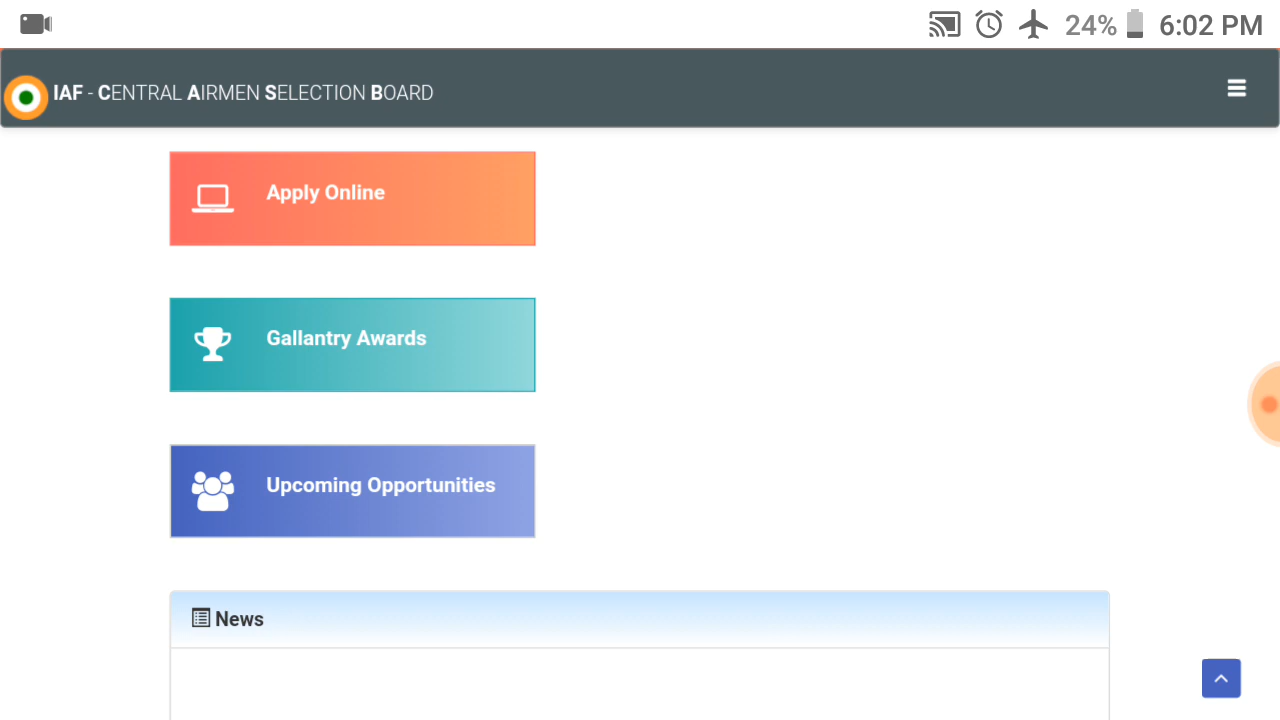 24% 6:02 PM
IAF - CENTRAL AIRMEN SELECTION BOARD
Apply Online
Gallantry Awards
Upcoming Opportunities
News